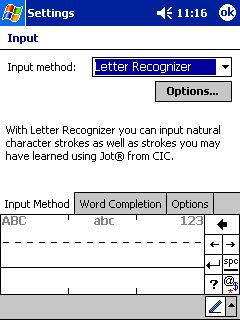 Settings 11:16 ok
Input
Input method: Letter Recognizer
Options...
With Letter Recognizer you can input natural
character strokes as well as strokes you may
have learned using Jot® from CIC.
Input Method Word Completion Options
ABC abc 123
spc
? @$